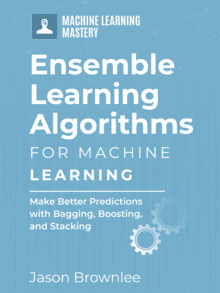 MACHINE LEARNING
MASTERY
Ensemble
Learning
Algorithms
FOR MACHINE
LEARNING
Make Better Predictions
with Bagging, Boosting,
and Stacking
Jason Brownlee